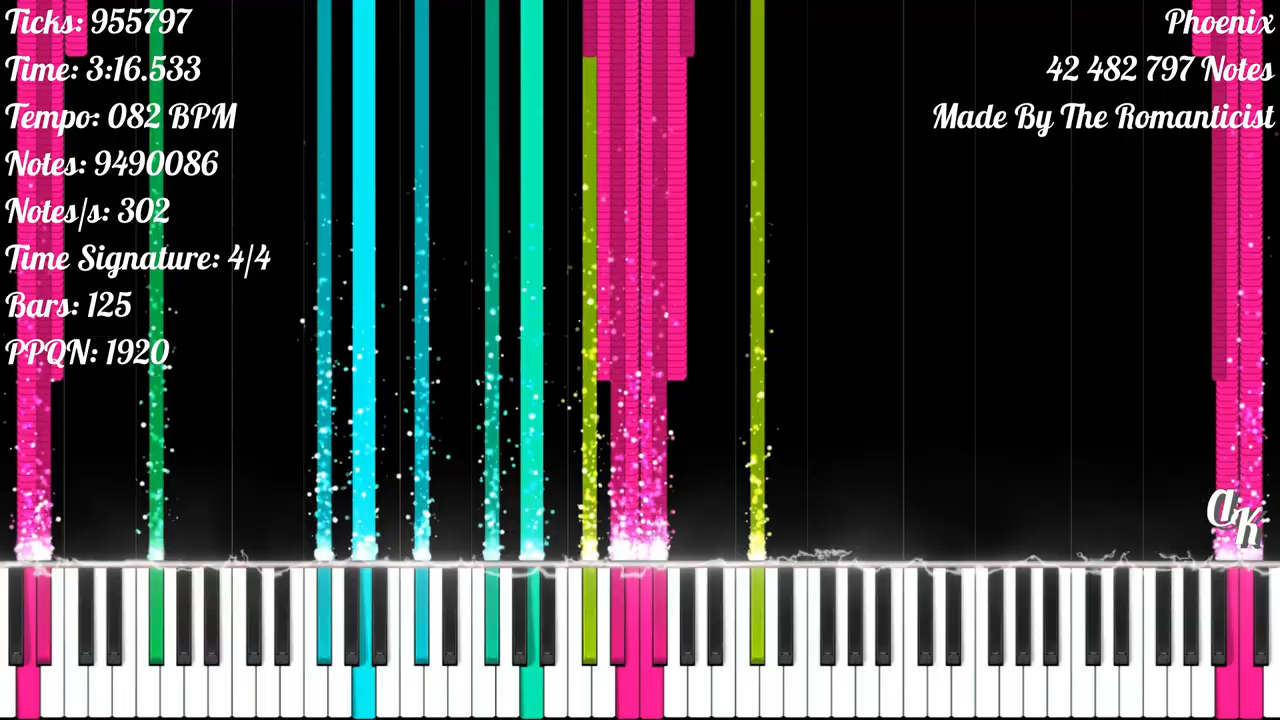 Ticks: 955797
Time: 3:16.533
Tempo: 082 BPM
Notes: 9490086
Notes/s: 302
Time Signature: 4/4
Bars: 125
PPQN: 1920
Phoenix
42 482 797 Notes
Made By The Romanticist